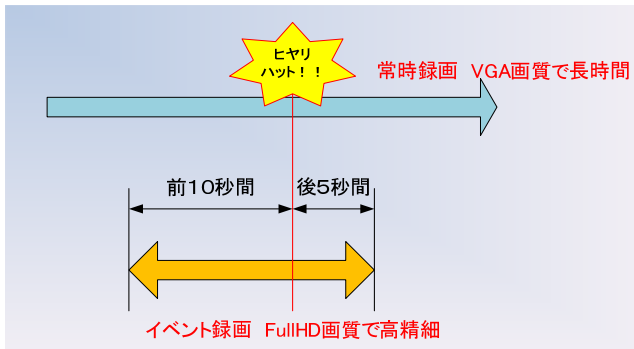 ヒヤリ
ハット！！
常時録画　VGA画質で長時間
前１０秒間
後５秒間
イベント録画　FullHD画質で高精細